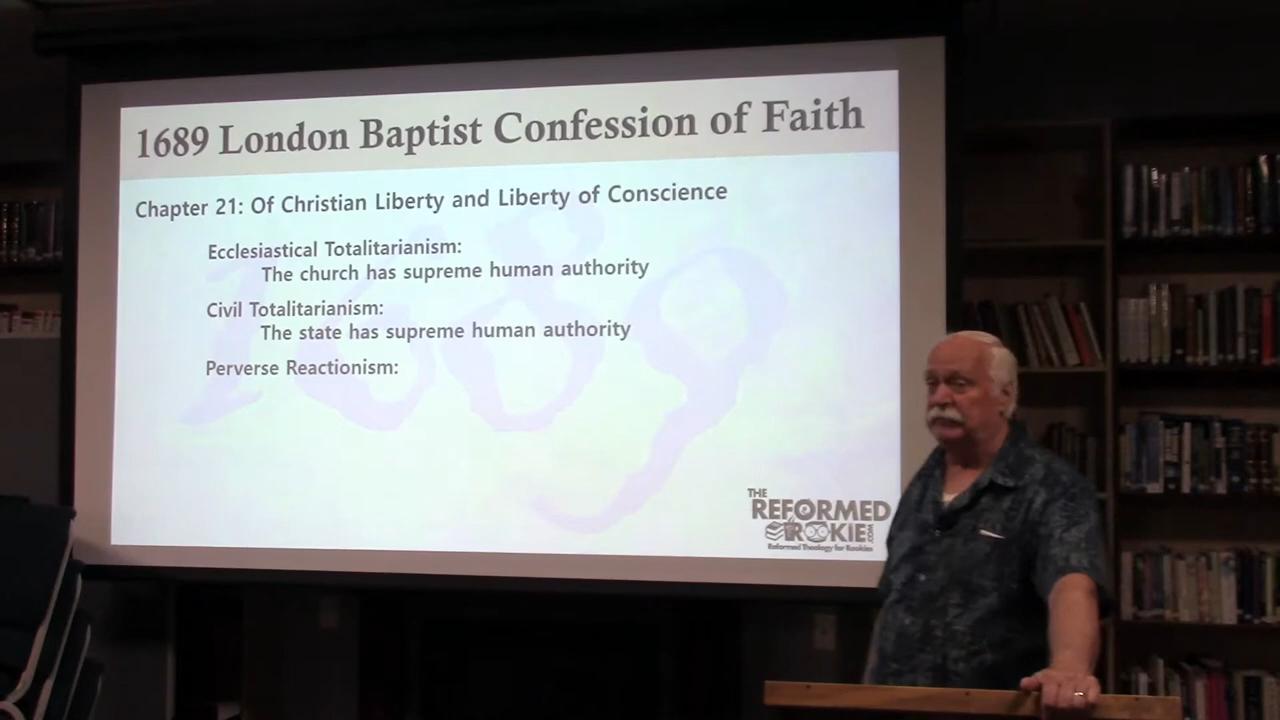 1689 London Baptist Confession of Faith
Chapter 21: Of Christian Liberty and Liberty of Conscience
Ecclesiastical Totalitarianism:
The church has supreme human authority
Civil Totalitarianism:
The state has supreme human authority
Perverse Reactionism:
1689
THE
REFORMED
ROOKIE
.COM
Reformed Theology for Rookies